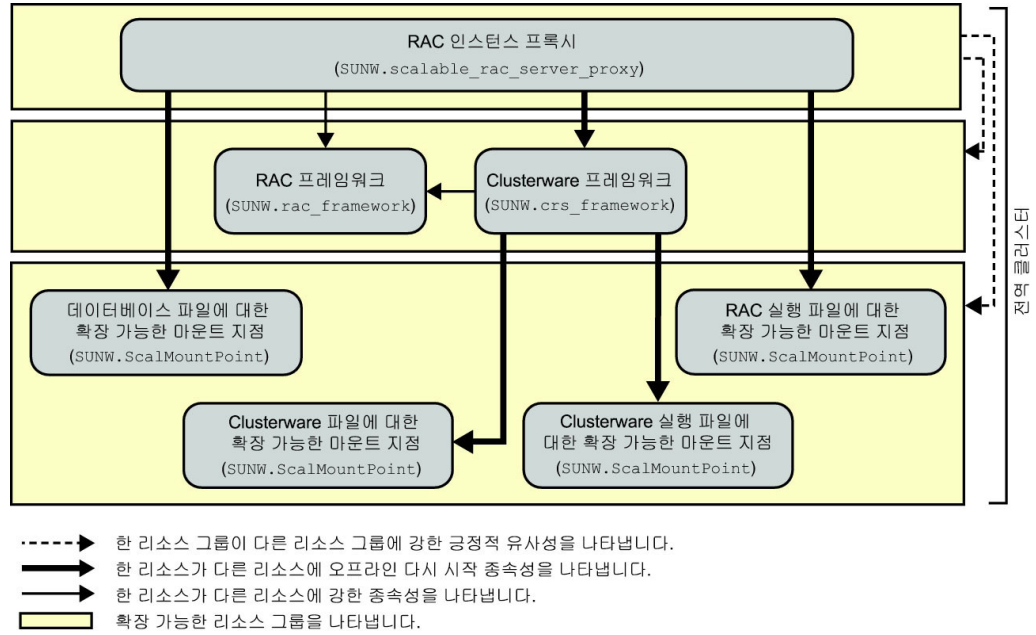 RAC 인스턴스 프록시
(SUNW.scalable_rac_server_proxy)
RAC 프레임워크
(SUNW.rac_framework)
Clusterware 프레임워크
(SUNW.crs_framework)
데이터베이스 파일에 대한
확장 가능한 마운트 지점
(SUNW.ScalMountPoint)
RAC 실행 파일에 대한
확장 가능한 마운트 지점
(SUNW.ScalMountPoint)
Clusterware 파일에 대한
확장 가능한 마운트 지점
(SUNW.ScalMountPoint)
Clusterware 실행 파일에
대한 확장 가능한 마운트 지점
(SUNW.ScalMountPoint)
전역 클러스터
한 리소스 그룹이 다른 리소스 그룹에 강한 긍정적 유사성을 나타냅니다.
한 리소스가 다른 리소스에 오프라인 다시 시작 종속성을 나타냅니다.
한 리소스가 다른 리소스에 강한 종속성을 나타냅니다.
확장 가능한 리소스 그룹을 나타냅니다.